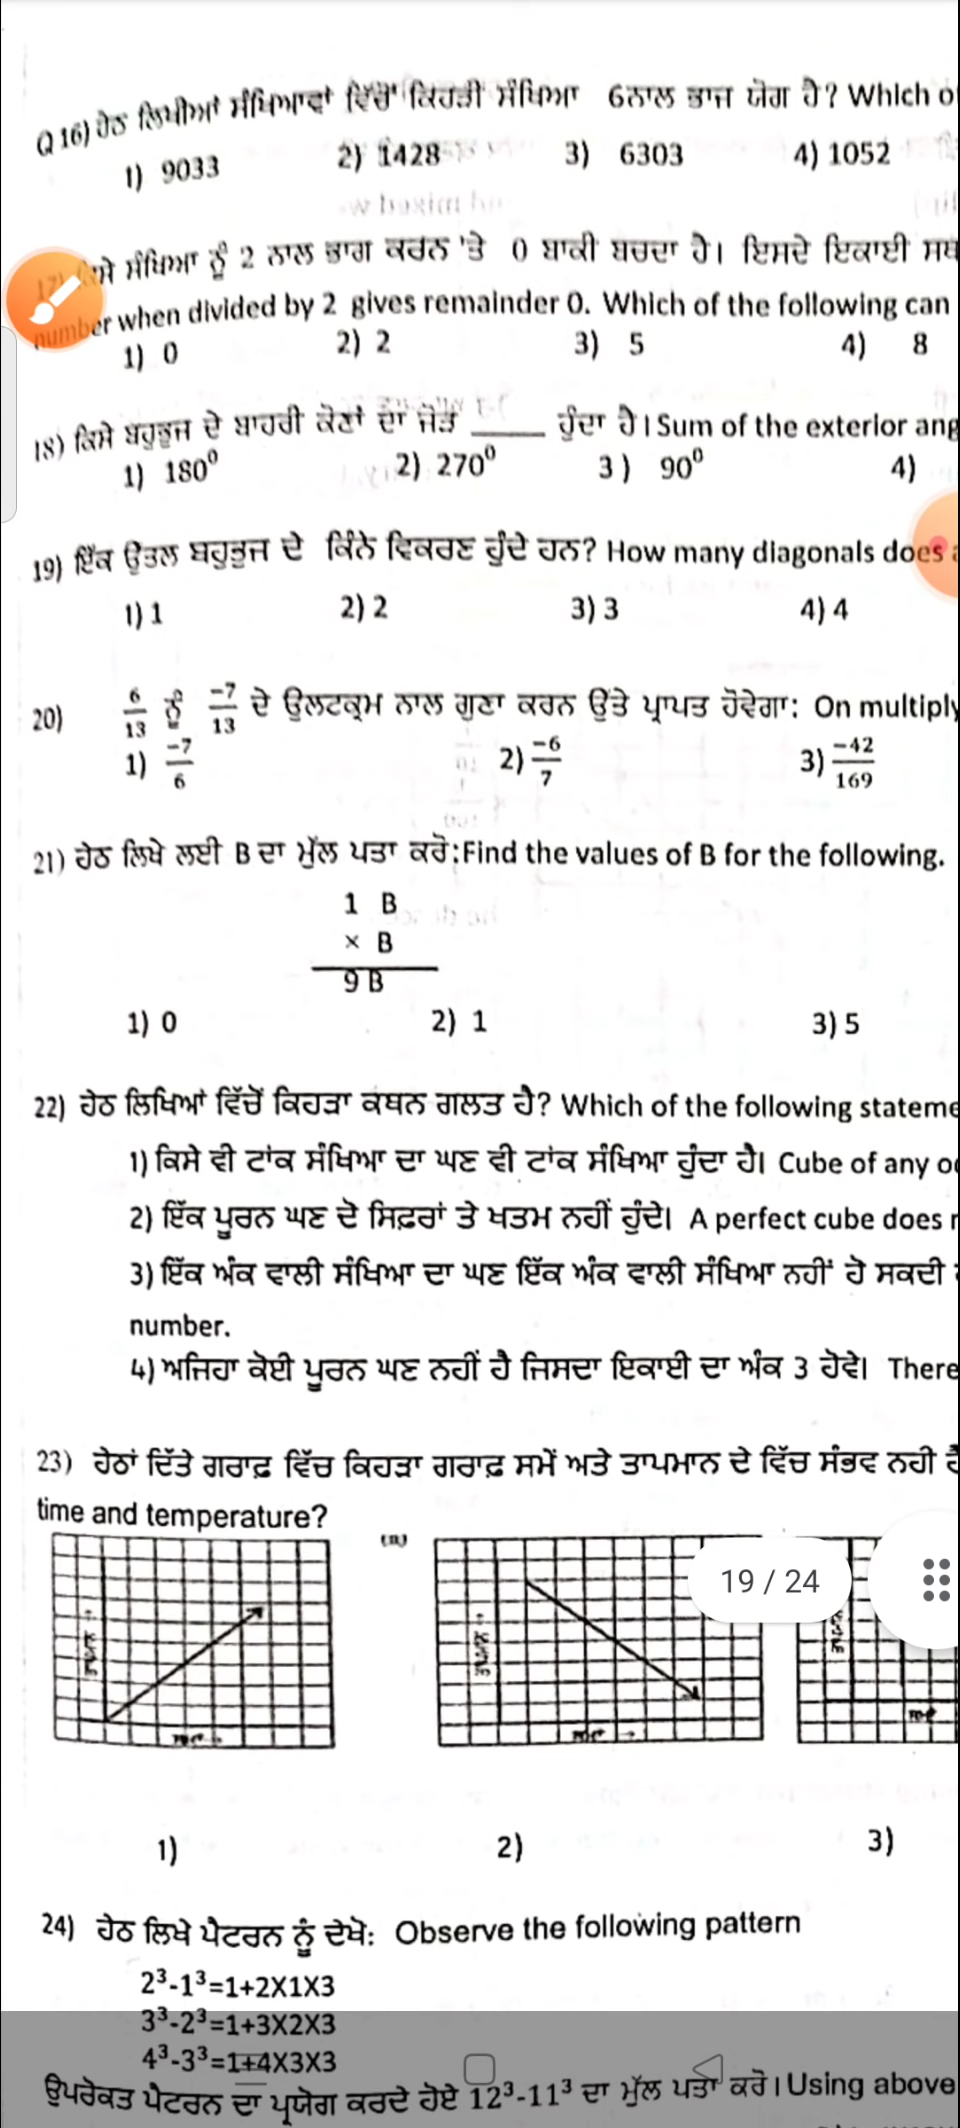 Q 16) ਹੇਠ ਲਿਖੀਆਂ ਸੰਖਿਆਵਾਂ ਵਿੱਚੋਂ ਕਿਹੜੀ ਸੰਖਿਆ 6ਨਾਲ ਭਾਜ ਯੋਗ ਹੈ? Which o
1) 9033 2) 1428 3) 6303 4) 1052
17) ਸੰਖਿਆ ਨੂੰ 2 ਨਾਲ ਭਾਗ ਕਰਨ 'ਤੇ 0 ਬਾਕੀ ਬਚਦਾ ਹੈ। ਇਸਦੇ ਇਕਾਈ ਸਥ
number when divided by 2 gives remainder 0. Which of the following can
1) 0 2) 2 3) 5 4) 8
18) ਕਿਸੇ ਬਹੁਭੁਜ ਦੇ ਬਾਹਰੀ ਕੋਣਾਂ ਦਾ ਜੋੜ _____ ਹੁੰਦਾ ਹੈ। Sum of the exterior ang
1) 180⁰ 2) 270⁰ 3 ) 90⁰ 4)
19) ਇੱਕ ਉਤਲ ਬਹੁਭੁਜ ਦੇ ਕਿੰਨੇ ਵਿਕਰਣ ਹੁੰਦੇ ਹਨ? How many diagonals does
1) 1 2) 2 3) 3 4) 4
20) 6/13 ਨੂੰ -7/13 ਦੇ ਉਲਟਕ੍ਰਮ ਨਾਲ ਗੁਣਾ ਕਰਨ ਉੱਤੇ ਪ੍ਰਾਪਤ ਹੋਵੇਗਾ: On multiply
1) -7/6 2) -6/7 3) -42/169
21) ਹੇਠ ਲਿਖੇ ਲਈ B ਦਾ ਮੁੱਲ ਪਤਾ ਕਰੋ:Find the values of B for the following.
1 B
× B
9 B
1) 0 2) 1 3) 5
22) ਹੇਠ ਲਿਖਿਆਂ ਵਿੱਚੋਂ ਕਿਹੜਾ ਕਥਨ ਗਲਤ ਹੈ? Which of the following stateme
1) ਕਿਸੇ ਵੀ ਟਾਂਕ ਸੰਖਿਆ ਦਾ ਘਣ ਵੀ ਟਾਂਕ ਸੰਖਿਆ ਹੁੰਦਾ ਹੈ। Cube of any o
2) ਇੱਕ ਪੂਰਨ ਘਣ ਦੋ ਸਿਫ਼ਰਾਂ ਤੇ ਖਤਮ ਨਹੀਂ ਹੁੰਦੇ। A perfect cube does
3) ਇੱਕ ਅੰਕ ਵਾਲੀ ਸੰਖਿਆ ਦਾ ਘਣ ਇੱਕ ਅੰਕ ਵਾਲੀ ਸੰਖਿਆ ਨਹੀਂ ਹੋ ਸਕਦੀ
number.
4) ਅਜਿਹਾ ਕੋਈ ਪੂਰਨ ਘਣ ਨਹੀਂ ਹੈ ਜਿਸਦਾ ਇਕਾਈ ਦਾ ਅੰਕ 3 ਹੋਵੇ। There
23) ਹੇਠਾਂ ਦਿੱਤੇ ਗਰਾਫ਼ ਵਿੱਚ ਕਿਹੜਾ ਗਰਾਫ਼ ਸਮੇਂ ਅਤੇ ਤਾਪਮਾਨ ਦੇ ਵਿੱਚ ਸੰਭਵ ਨਹੀ ਹੈ
time and temperature?
19 / 24
1) 2) 3)
24) ਹੇਠ ਲਿਖੇ ਪੈਟਰਨ ਨੂੰ ਦੇਖੋ: Observe the following pattern
2³-1³=1+2X1X3
3³-2³=1+3X2X3
4³-3³=1+4X3X3
ਉਪਰੋਕਤ ਪੈਟਰਨ ਦਾ ਪ੍ਰਯੋਗ ਕਰਦੇ ਹੋਏ 12³-11³ ਦਾ ਮੁੱਲ ਪਤਾ ਕਰੋ। Using above